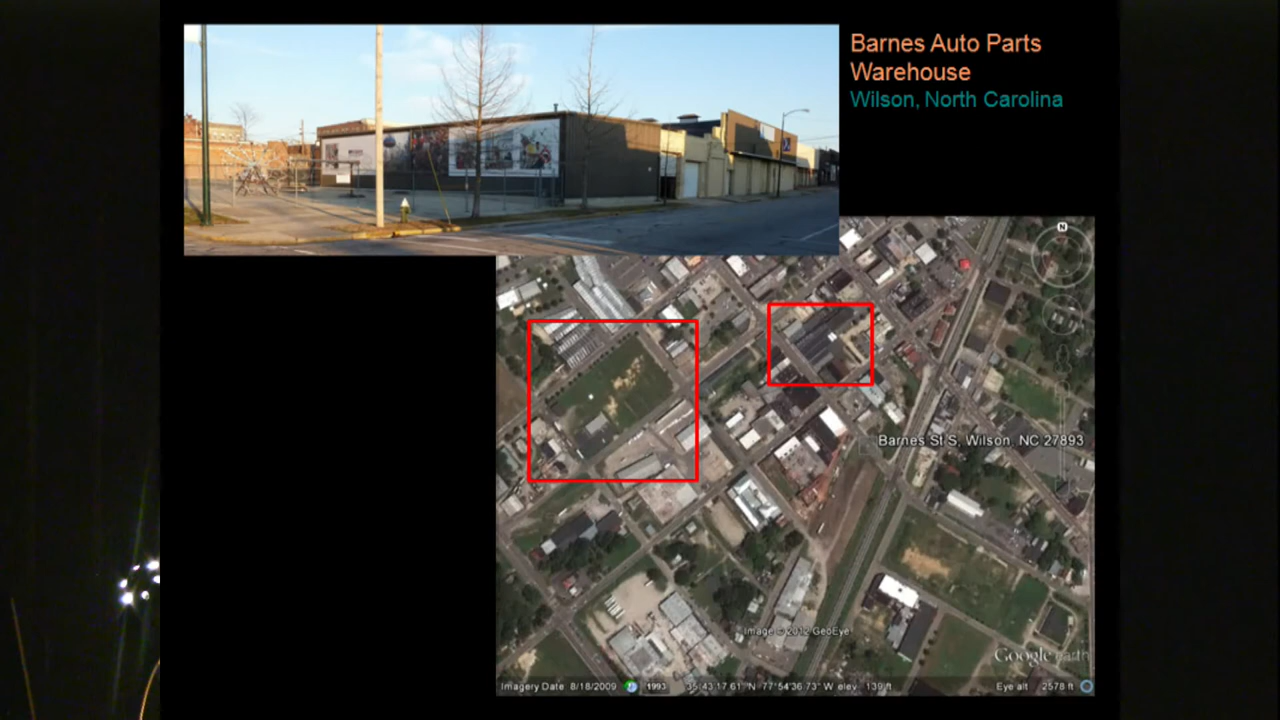 Barnes Auto Parts
Warehouse
Wilson, North Carolina
N
Barnes St S, Wilson, NC 27893
Image © 2012 GeoEye
Google earth
Imagery Date 8/18/2009 1993 35°43'17.61" N 77°54'36.73" W elev 139 ft Eye alt 2578 ft